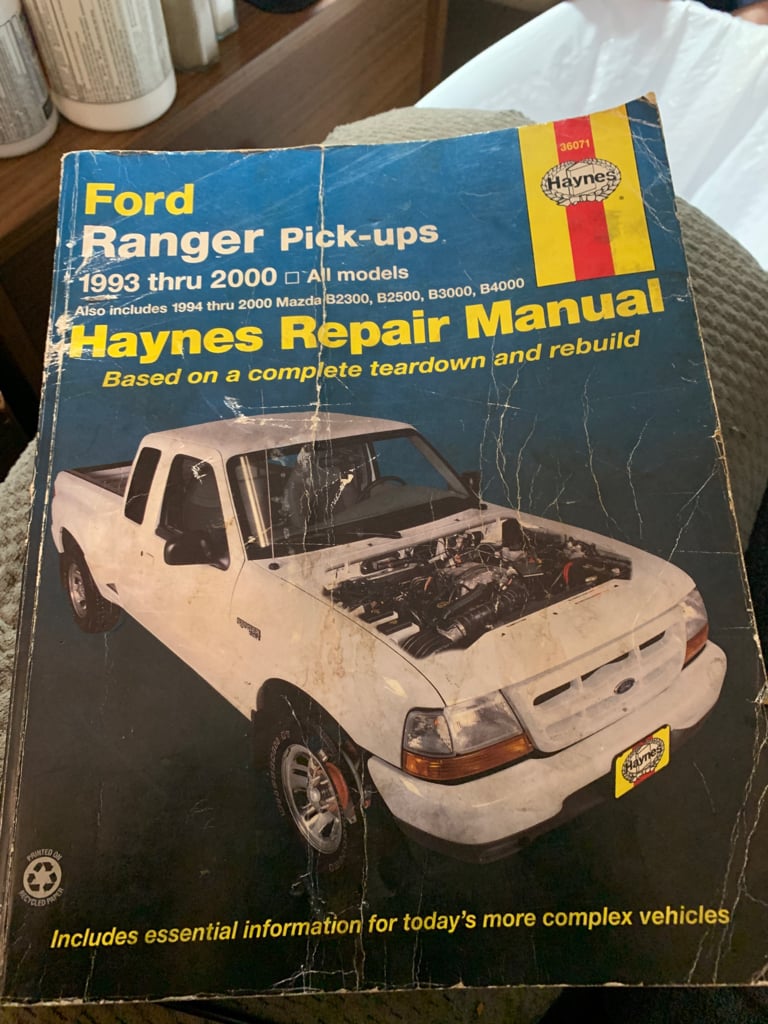 36071
Haynes
Ford
Ranger Pick-ups
1993 thru 2000 □ All models
Also includes 1994 thru 2000 Mazda B2300, B2500, B3000, B4000
Haynes Repair Manual
Based on a complete teardown and rebuild
Haynes
PRINTED ON
RECYCLED PAPER
Includes essential information for today's more complex vehicles